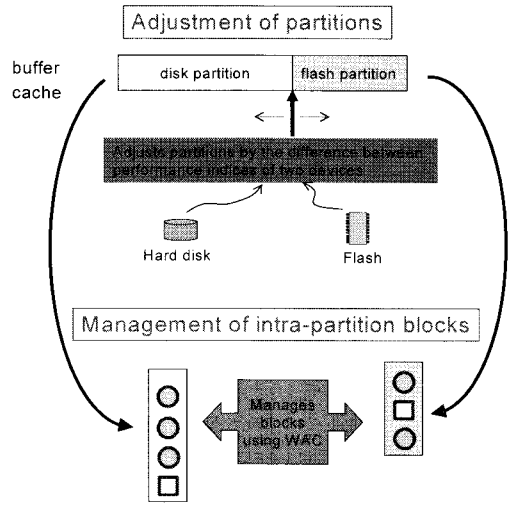 Adjustment of partitions
buffer
cache
disk partition
flash partition
Adjusts partitions by the difference between
performance indices of two devices
Hard disk
Flash
Management of intra-partition blocks
Manages
blocks
using WAC